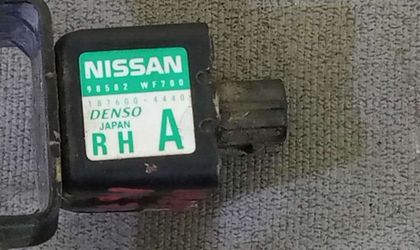 NISSAN
98582 WF700
187600-4440
DENSO
JAPAN
RH A